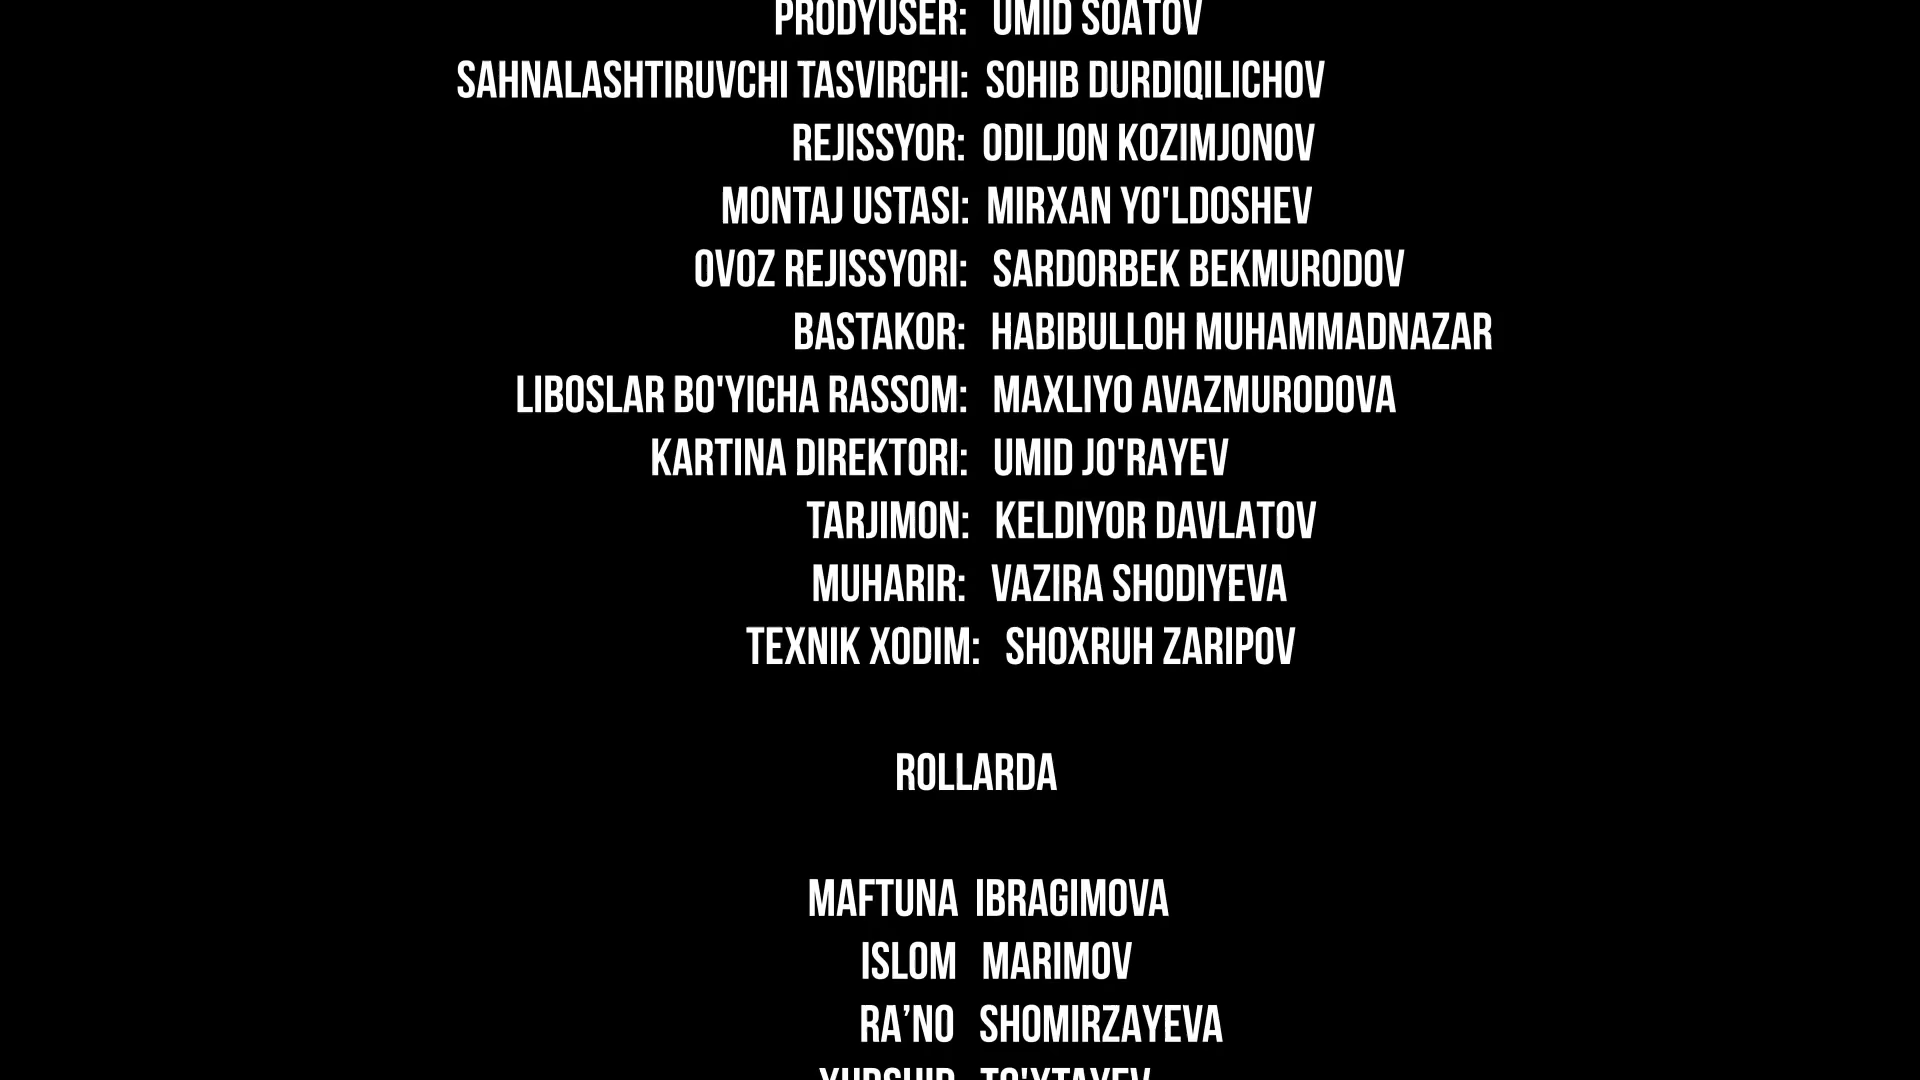 PRODYUSER: UMID SOATOV
SAHNALASHTIRUVCHI TASVIRCHI: SOHIB DURDIQILICHOV
REJISSYOR: ODILJON KOZIMJONOV
MONTAJ USTASI: MIRXAN YO'LDOSHEV
OVOZ REJISSYORI: SARDORBEK BEKMURODOV
BASTAKOR: HABIBULLOH MUHAMMADNAZAR
LIBOSLAR BO'YICHA RASSOM: MAXLIYO AVAZMURODOVA
KARTINA DIREKTORI: UMID JO'RAYEV
TARJIMON: KELDIYOR DAVLATOV
MUHARIR: VAZIRA SHODIYEVA
TEXNIK XODIM: SHOXRUH ZARIPOV
ROLLARDA
MAFTUNA IBRAGIMOVA
ISLOM MARIMOV
RA’NO SHOMIRZAYEVA
TO'XTAYEV